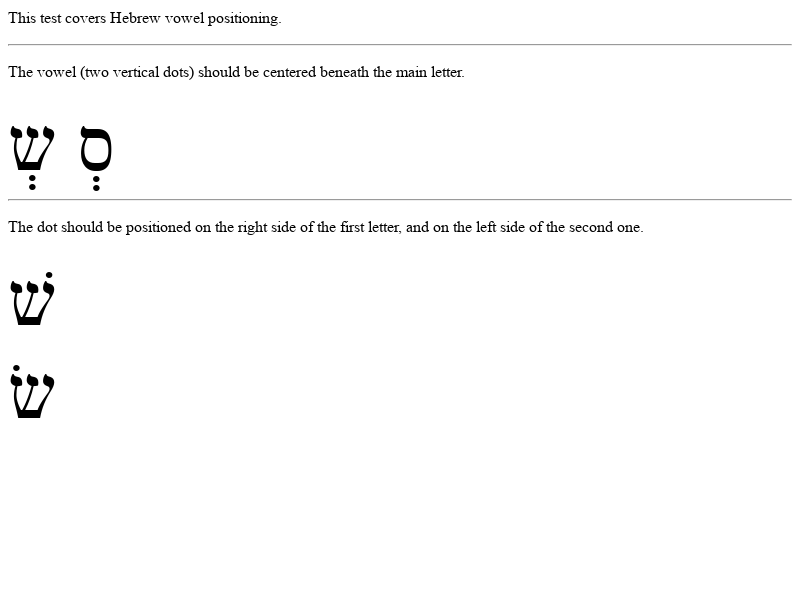 This test covers Hebrew vowel positioning.
The vowel (two vertical dots) should be centered beneath the main letter.
סְ שְ
The dot should be positioned on the right side of the first letter, and on the left side of the second one.
שׁ
שׂ